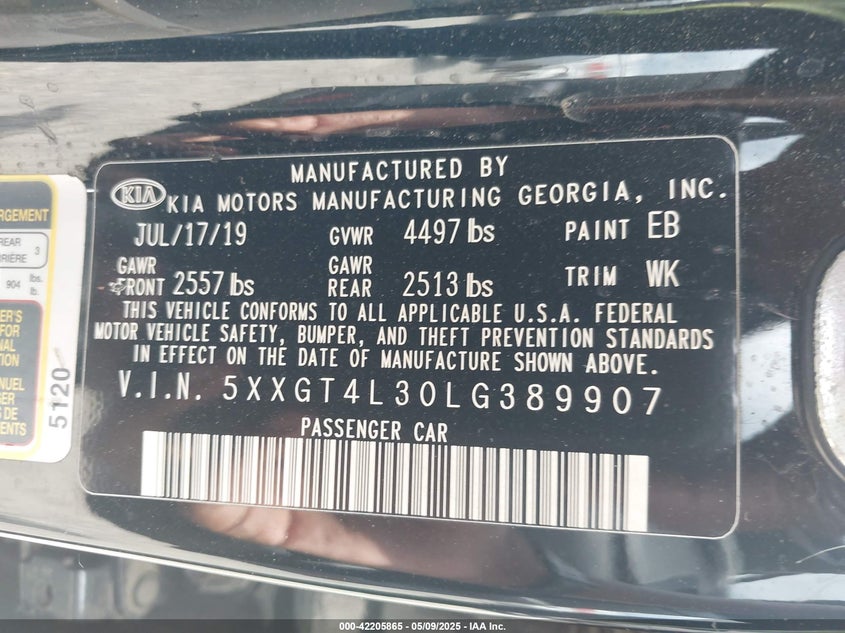 MANUFACTURED BY
KIA KIA MOTORS MANUFACTURING GEORGIA, INC.
JUL/17/19 GVWR 4497 lbs PAINT EB
GAWR FRONT 2557 lbs GAWR REAR 2513 lbs TRIM WK
THIS VEHICLE CONFORMS TO ALL APPLICABLE U.S.A. FEDERAL
MOTOR VEHICLE SAFETY, BUMPER, AND THEFT PREVENTION STANDARDS
IN EFFECT ON THE DATE OF MANUFACTURE SHOWN ABOVE.
V.I.N. 5XXGT4L30LG389907
PASSENGER CAR
REAR 3
904 lbs.
lb.
5120
000-42205865 - 05/09/2025 - IAA Inc.